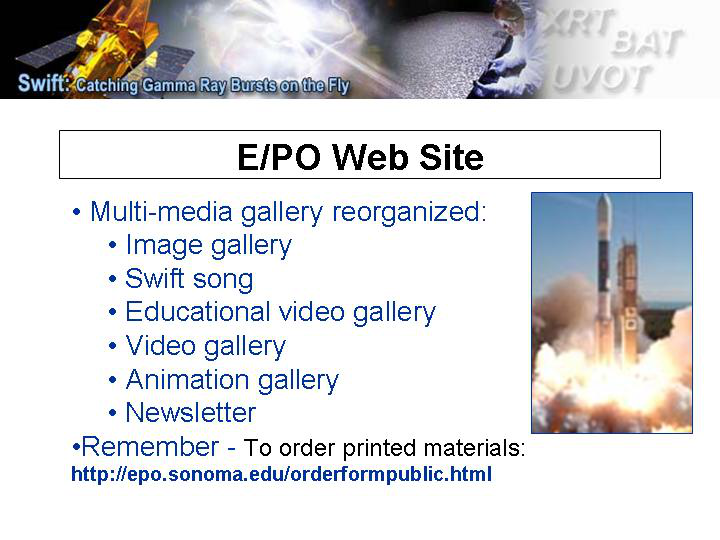 XRT
BAT
UVOT
Swift: Catching Gamma Ray Bursts on the Fly
E/PO Web Site
• Multi-media gallery reorganized:
• Image gallery
• Swift song
• Educational video gallery
• Video gallery
• Animation gallery
• Newsletter
•Remember - To order printed materials:
http://epo.sonoma.edu/orderformpublic.html